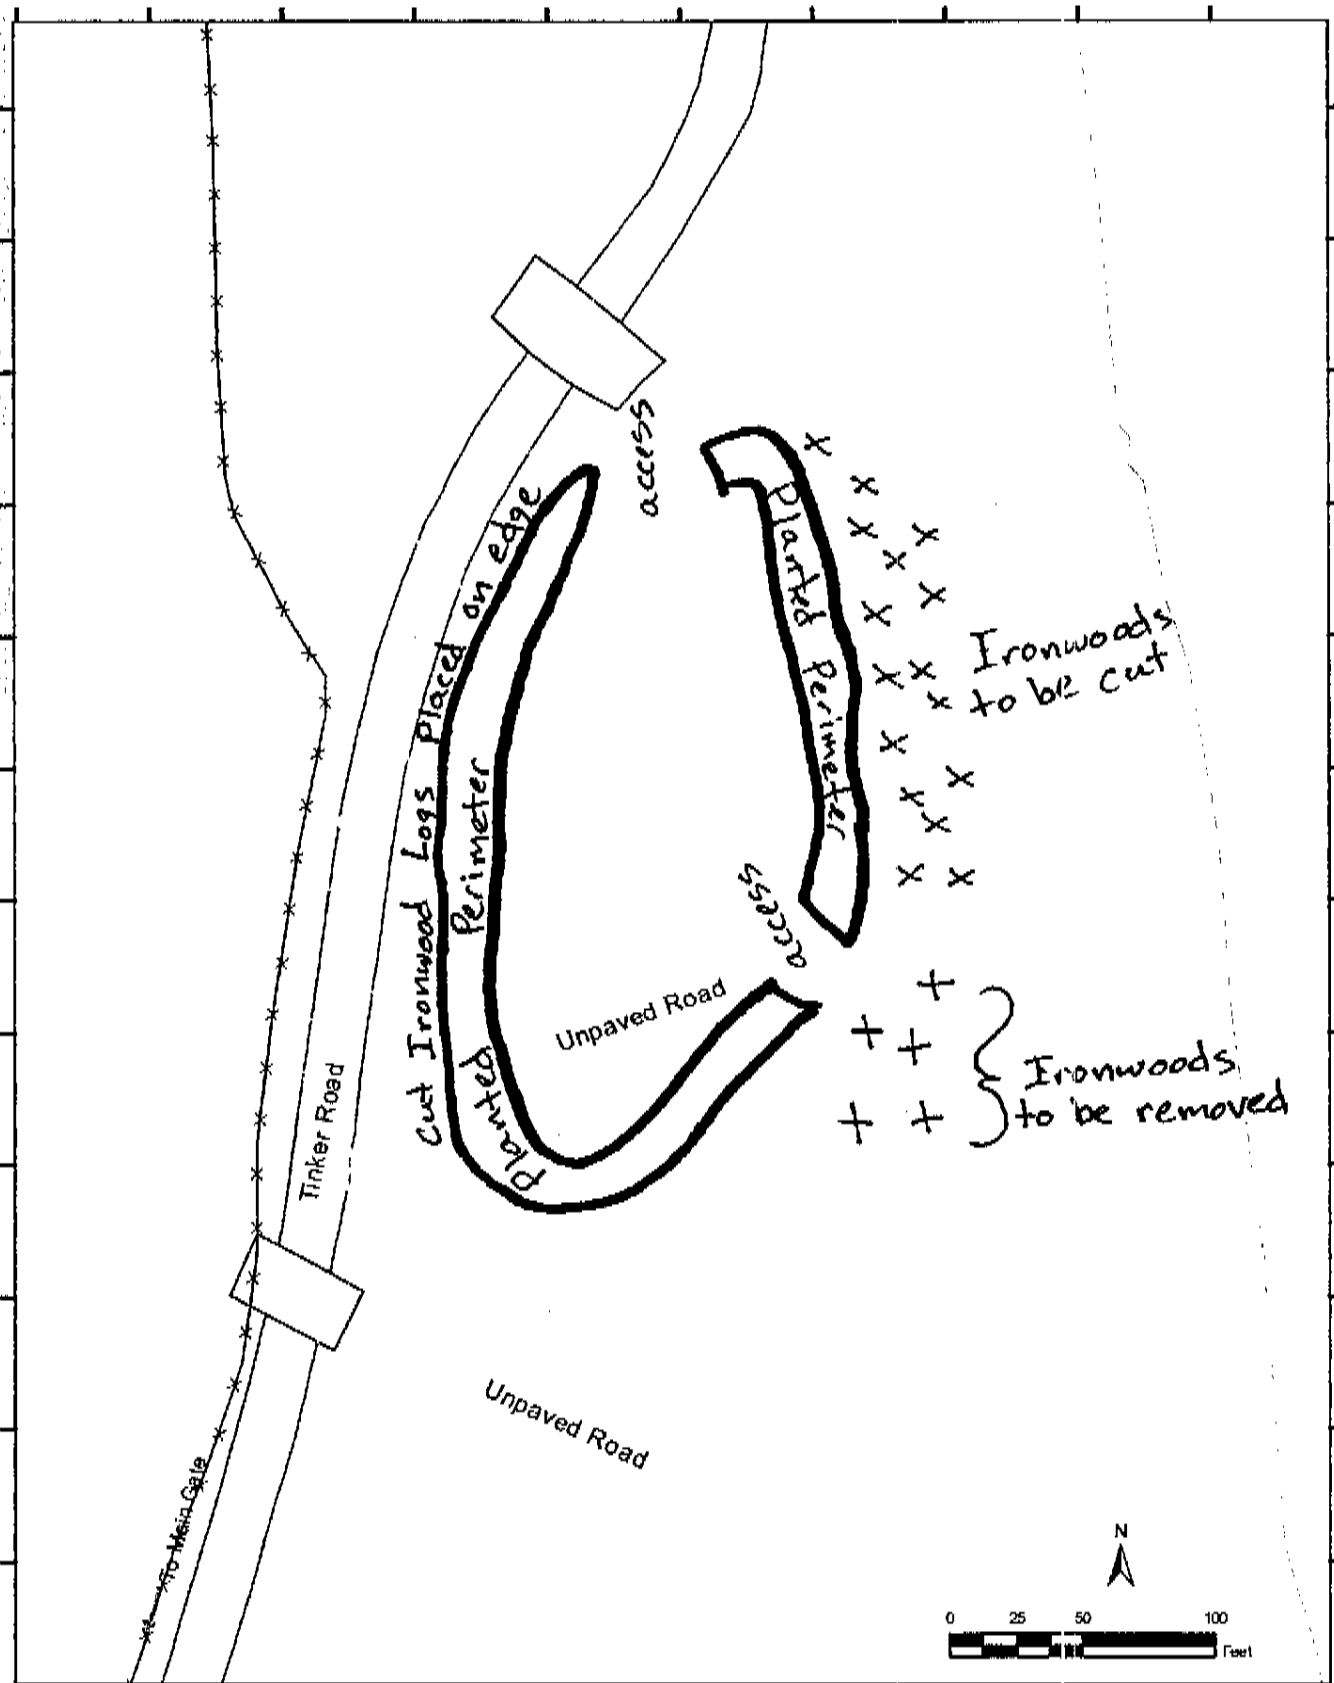 access
Cut Ironwood Logs Placed on edge
Planted Perimeter
Planted Perimeter
Ironwoods
to be cut
access
Unpaved Road
Ironwoods
to be removed
Tinker Road
Unpaved Road
To Main Gate
N
0 25 50 100
Feet